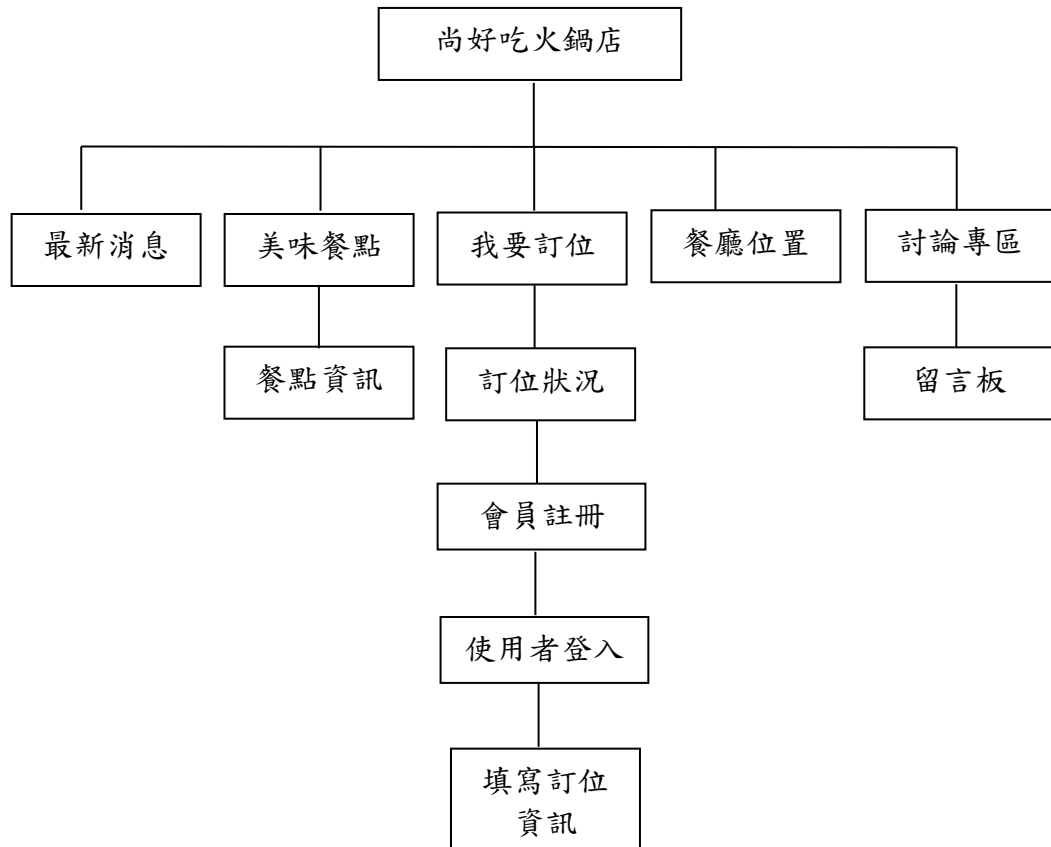 尚好吃火鍋店
最新消息
美味餐點
我要訂位
餐廳位置
討論專區
餐點資訊
訂位狀況
留言板
會員註冊
使用者登入
填寫訂位
資訊